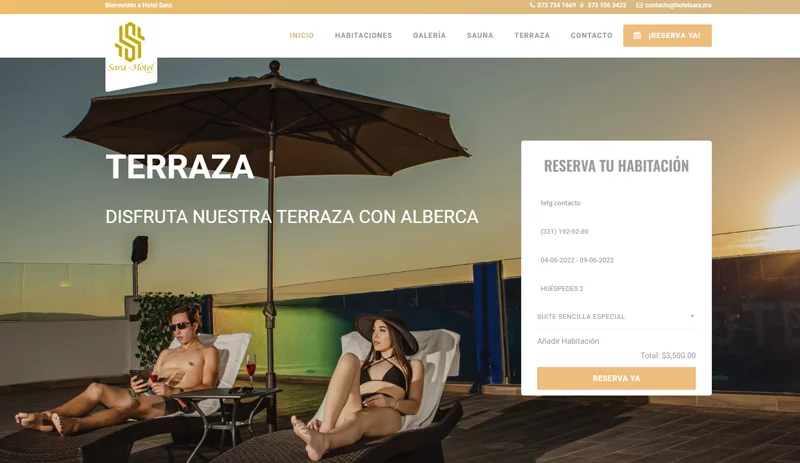 Bienvenido a Hotel Sara.
373 734 1669 ó 373 106 3423
contacto@hotelsara.mx
Sara - Hotel
INICIO
HABITACIONES
GALERÍA
SAUNA
TERRAZA
CONTACTO
¡RESERVA YA!
TERRAZA
DISFRUTA NUESTRA TERRAZA CON ALBERCA
RESERVA TU HABITACIÓN
fetg.contacto
(331) 192-92-89
04-06-2022 - 09-06-2022
HUÉSPEDES 2
SUITE SENCILLA ESPECIAL
Añadir Habitación
Total: $3,500.00
RESERVA YA